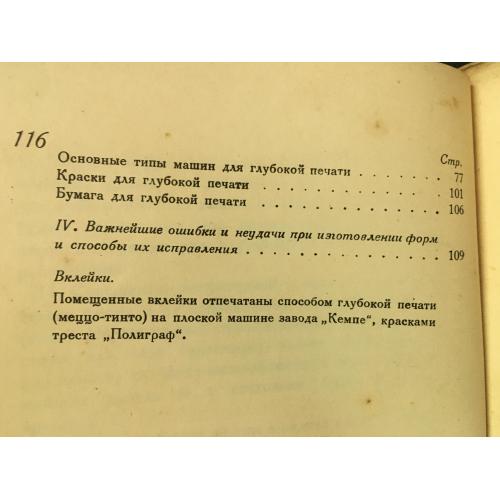 116
Стр.
Основные типы машин для глубокой печати . . . . . . . 77
Краски для глубокой печати . . . . . . . . . . . . 101
Бумага для глубокой печати . . . . . . . . . . . . 106
IV. Важнейшие ошибки и неудачи при изготовлении форм
и способы их исправления . . . . . . . . . . . . 109
Вклейки.
Помещенные вклейки отпечатаны способом глубокой печати
(меццо-тинто) на плоской машине завода „Кемпе“, красками
треста „Полиграф“.